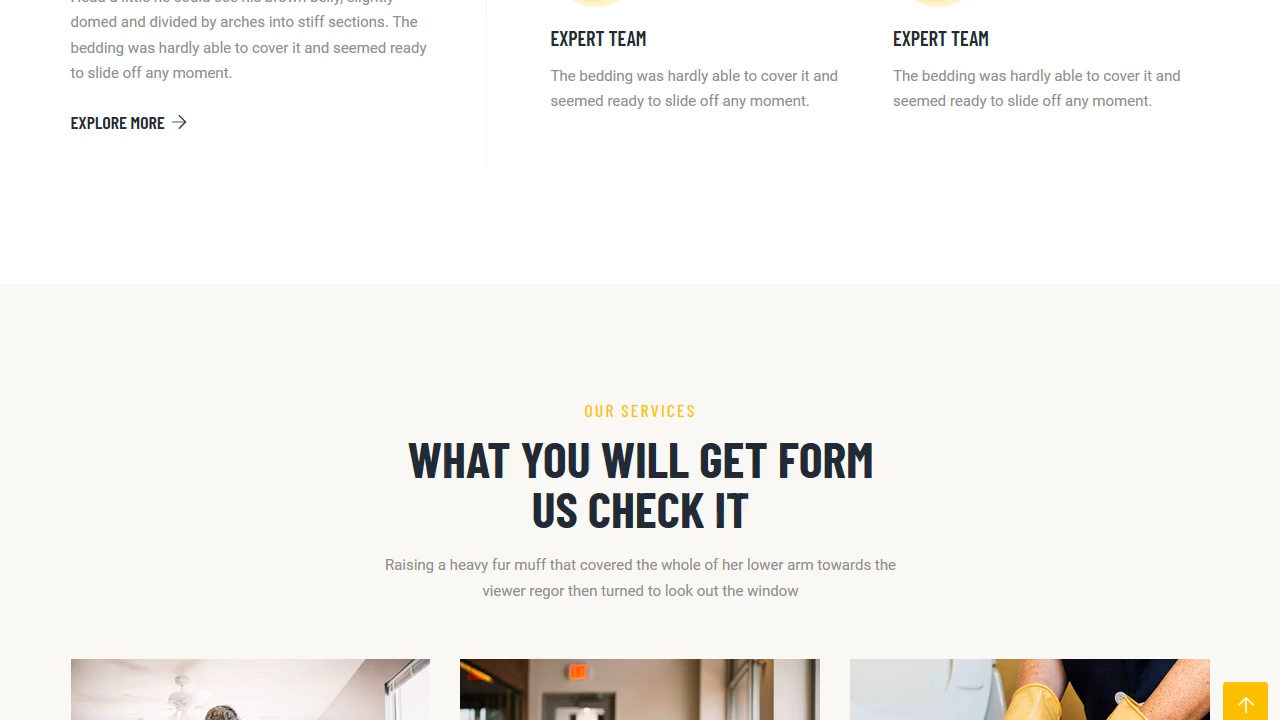 domed and divided by arches into stiff sections. The
bedding was hardly able to cover it and seemed ready
to slide off any moment.
EXPLORE MORE
EXPERT TEAM
The bedding was hardly able to cover it and
seemed ready to slide off any moment.
EXPERT TEAM
The bedding was hardly able to cover it and
seemed ready to slide off any moment.
OUR SERVICES
WHAT YOU WILL GET FORM
US CHECK IT
Raising a heavy fur muff that covered the whole of her lower arm towards the
viewer regor then turned to look out the window